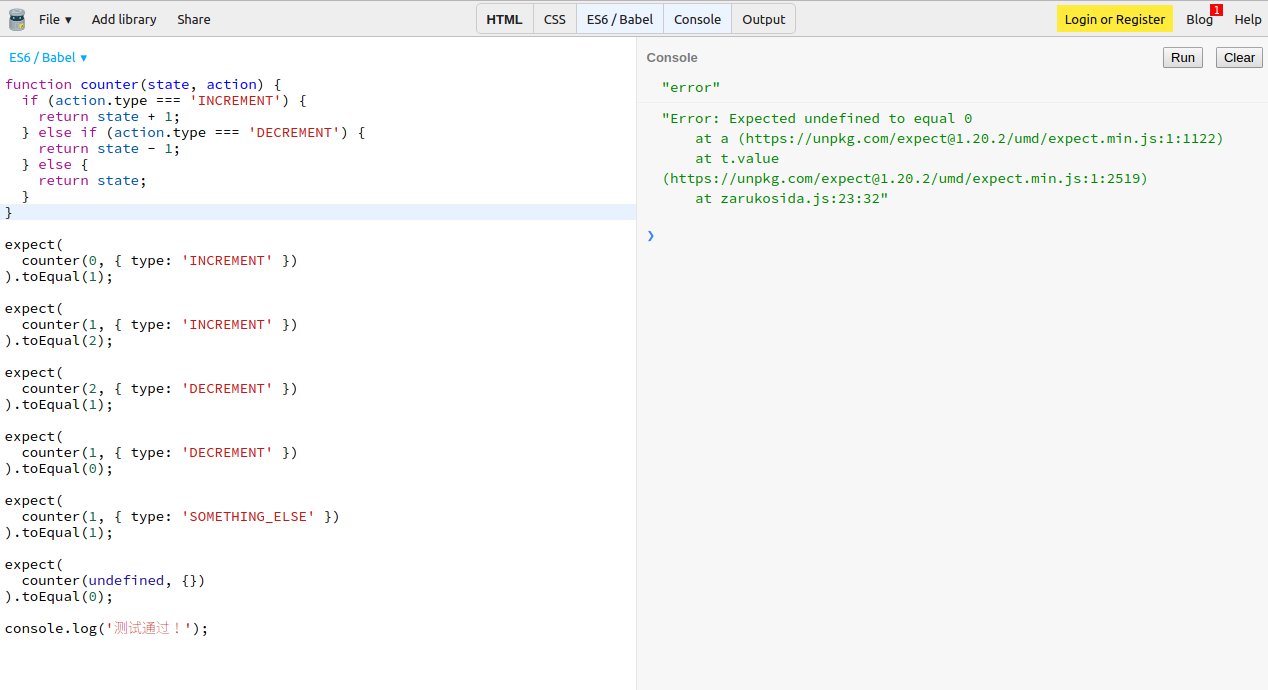 File ▾ Add library Share HTML CSS ES6 / Babel Console Output Login or Register Blog 1 Help
ES6 / Babel ▾
function counter(state, action) {
  if (action.type === 'INCREMENT') {
    return state + 1;
  } else if (action.type === 'DECREMENT') {
    return state - 1;
  } else {
    return state;
  }
}
expect(
  counter(0, { type: 'INCREMENT' })
).toEqual(1);
expect(
  counter(1, { type: 'INCREMENT' })
).toEqual(2);
expect(
  counter(2, { type: 'DECREMENT' })
).toEqual(1);
expect(
  counter(1, { type: 'DECREMENT' })
).toEqual(0);
expect(
  counter(1, { type: 'SOMETHING_ELSE' })
).toEqual(1);
expect(
  counter(undefined, {})
).toEqual(0);
console.log('测试通过！');
Console Run Clear
"error"
"Error: Expected undefined to equal 0
    at a (https://unpkg.com/expect@1.20.2/umd/expect.min.js:1:1122)
    at t.value
(https://unpkg.com/expect@1.20.2/umd/expect.min.js:1:2519)
    at zarukosida.js:23:32"
❯